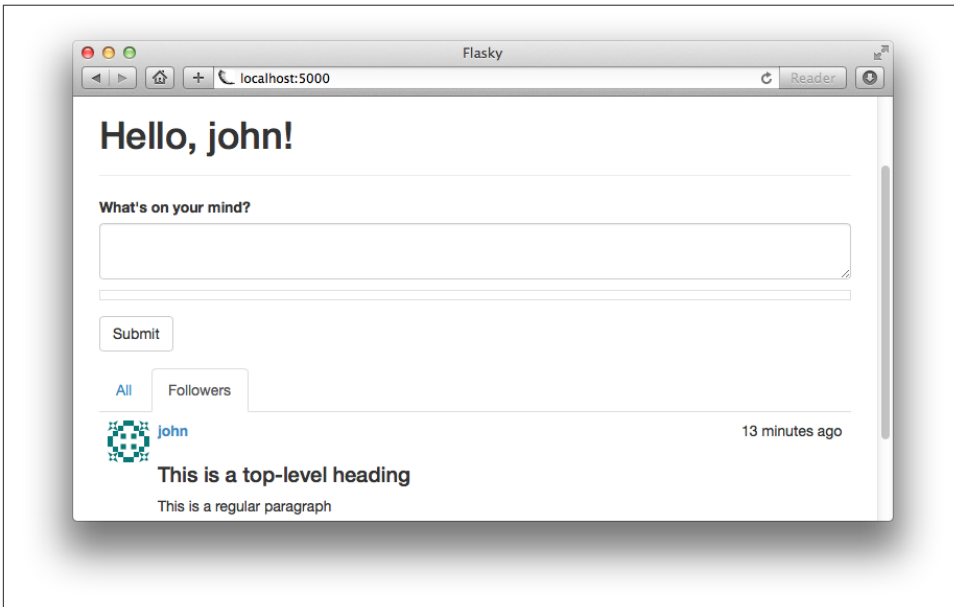 Flasky
localhost:5000
Reader
Hello, john!
What's on your mind?
Submit
All
Followers
john
13 minutes ago
This is a top-level heading
This is a regular paragraph